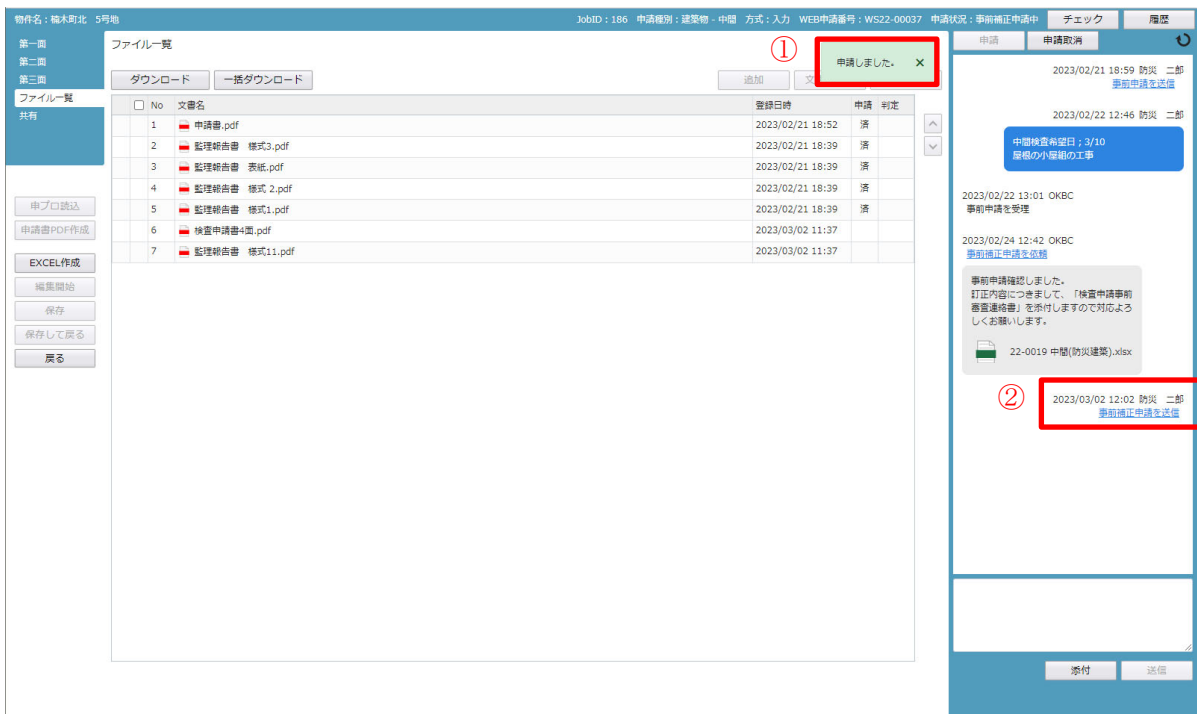 物件名：楠木町北　5号地
JobID：186　申請種別：建築物 - 中間　方式：入力　WEB申請番号：WS22-00037　申請状況：事前補正申請中
チェック
履歴
第一面
第二面
第三面
ファイル一覧
共有
申プロ読込
申請書PDF作成
EXCEL作成
編集開始
保存
保存して戻る
戻る
ファイル一覧
①
申請しました。 ×
ダウンロード
一括ダウンロード
追加
文
No 文書名 登録日時 申請 判定
1 申請書.pdf 2023/02/21 18:52 済
2 監理報告書　様式3.pdf 2023/02/21 18:39 済
3 監理報告書　表紙.pdf 2023/02/21 18:39 済
4 監理報告書　様式 2.pdf 2023/02/21 18:39 済
5 監理報告書　様式1.pdf 2023/02/21 18:39 済
6 検査申請書4面.pdf 2023/03/02 11:37
7 監理報告書　様式11.pdf 2023/03/02 11:37
申請
申請取消
2023/02/21 18:59 防災　二郎
事前申請を送信
2023/02/22 12:46 防災　二郎
中間検査希望日；3/10
屋根の小屋組の工事
2023/02/22 13:01 OKBC
事前申請を受理
2023/02/24 12:42 OKBC
事前補正申請を依頼
事前申請確認しました。
訂正内容につきまして、「検査申請事前
審査連絡書」を添付しますので対応よろ
しくお願いします。
22-0019 中間(防災建築).xlsx
②
2023/03/02 12:02 防災　二郎
事前補正申請を送信
添付
送信